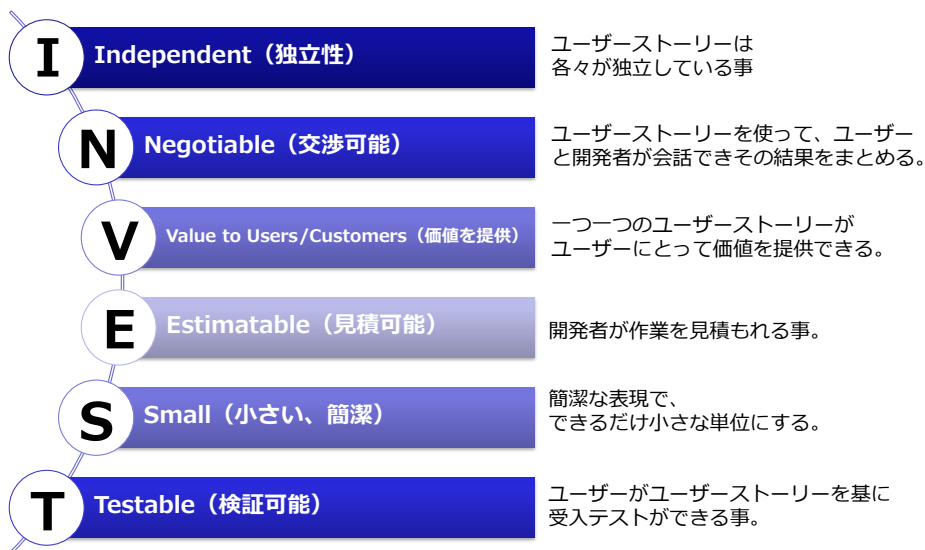 I
Independent（独立性）
ユーザーストーリーは
各々が独立している事
N
Negotiable（交渉可能）
ユーザーストーリーを使って、ユーザー
と開発者が会話できその結果をまとめる。
V
Value to Users/Customers（価値を提供）
一つ一つのユーザーストーリーが
ユーザーにとって価値を提供できる。
E
Estimatable（見積可能）
開発者が作業を見積もれる事。
S
Small（小さい、簡潔）
簡潔な表現で、
できるだけ小さな単位にする。
T
Testable（検証可能）
ユーザーがユーザーストーリーを基に
受入テストができる事。